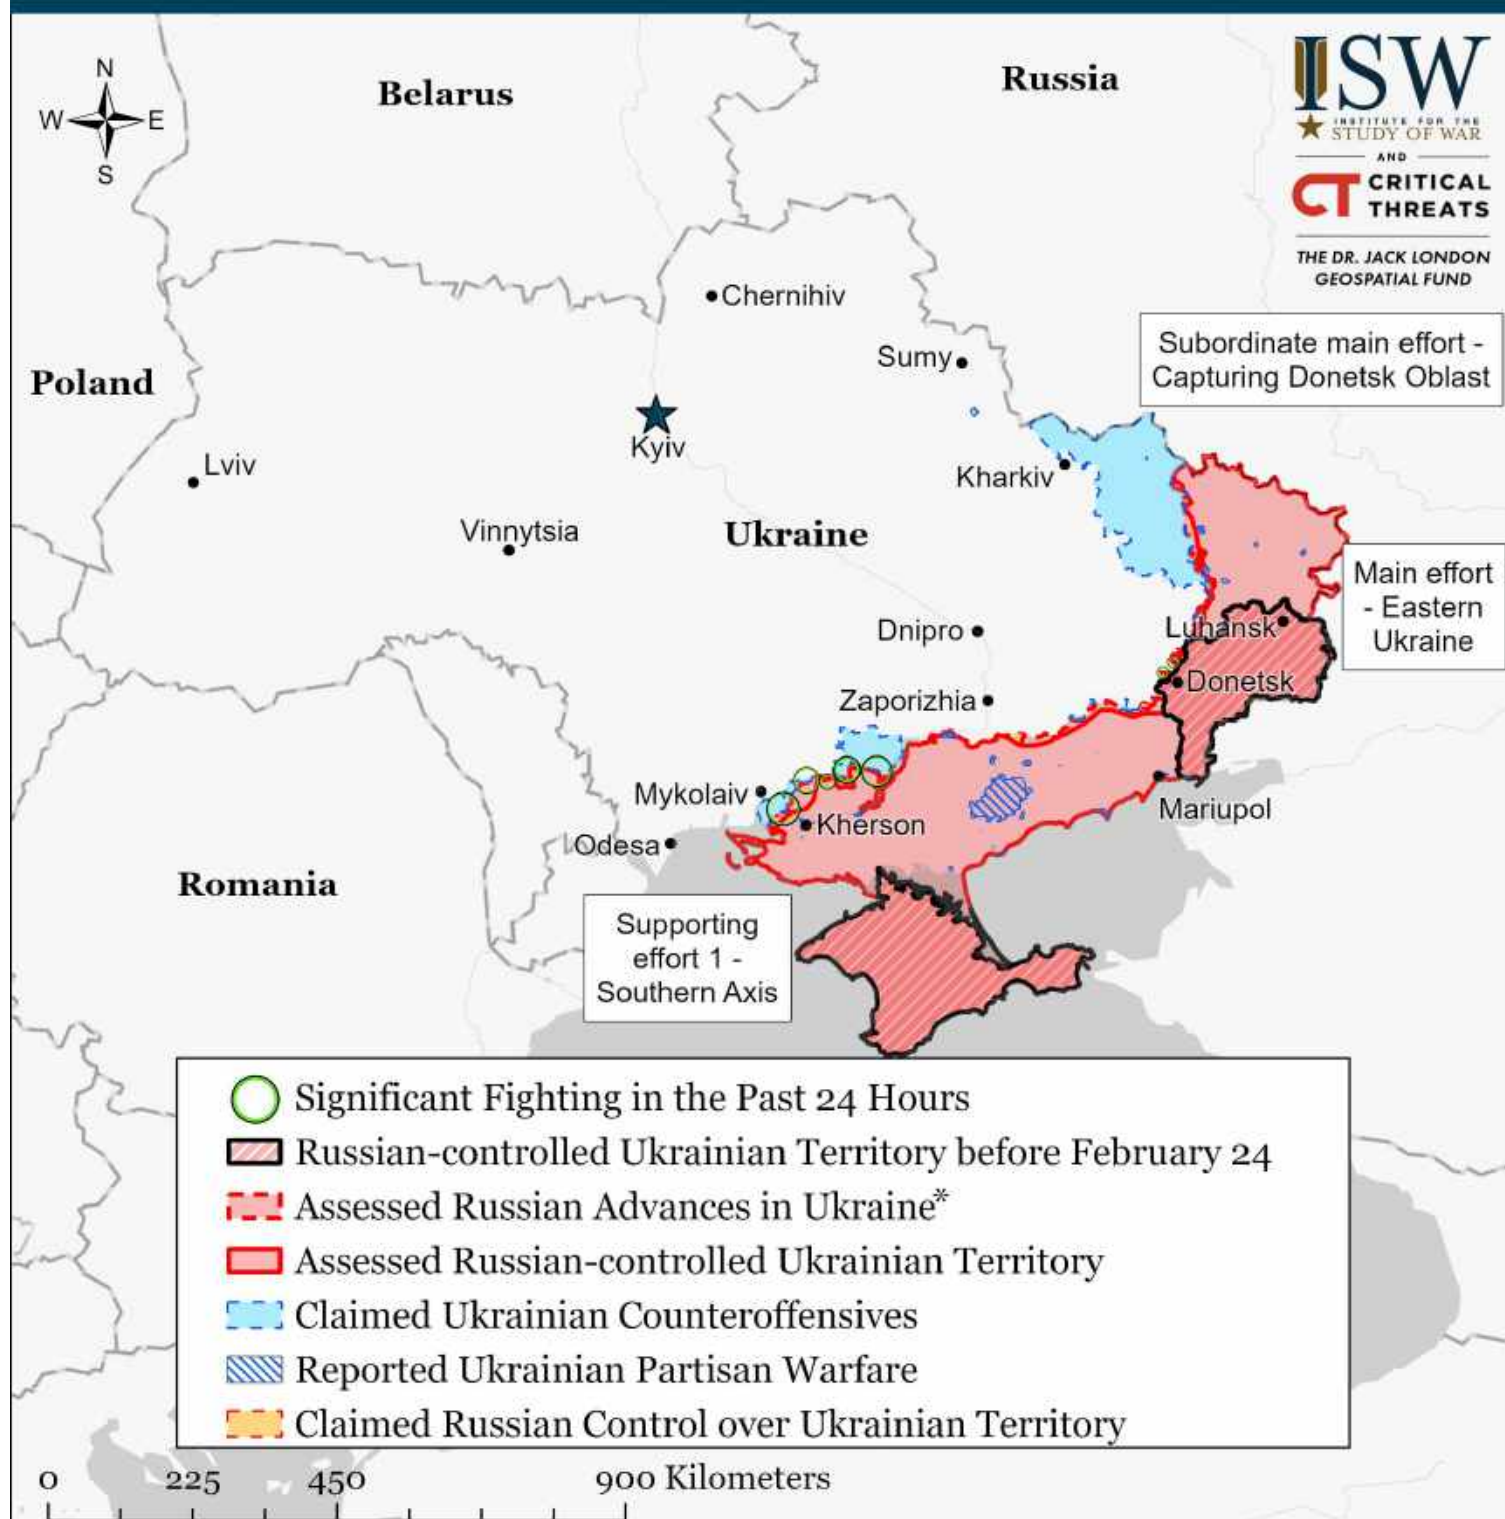 N
W E
S
Belarus
Russia
ISW
INSTITUTE FOR THE
STUDY OF WAR
AND
CT CRITICAL
THREATS
THE DR. JACK LONDON
GEOSPATIAL FUND
Chernihiv
Subordinate main effort -
Capturing Donetsk Oblast
Sumy
Poland
Kyiv
Lviv
Kharkiv
Vinnytsia
Ukraine
Main effort
- Eastern
Ukraine
Dnipro
Luhansk
Donetsk
Zaporizhia
Mykolaiv
Mariupol
Kherson
Odesa
Romania
Supporting
effort 1 -
Southern Axis
Significant Fighting in the Past 24 Hours
Russian-controlled Ukrainian Territory before February 24
Assessed Russian Advances in Ukraine*
Assessed Russian-controlled Ukrainian Territory
Claimed Ukrainian Counteroffensives
Reported Ukrainian Partisan Warfare
Claimed Russian Control over Ukrainian Territory
0 225 450 900 Kilometers